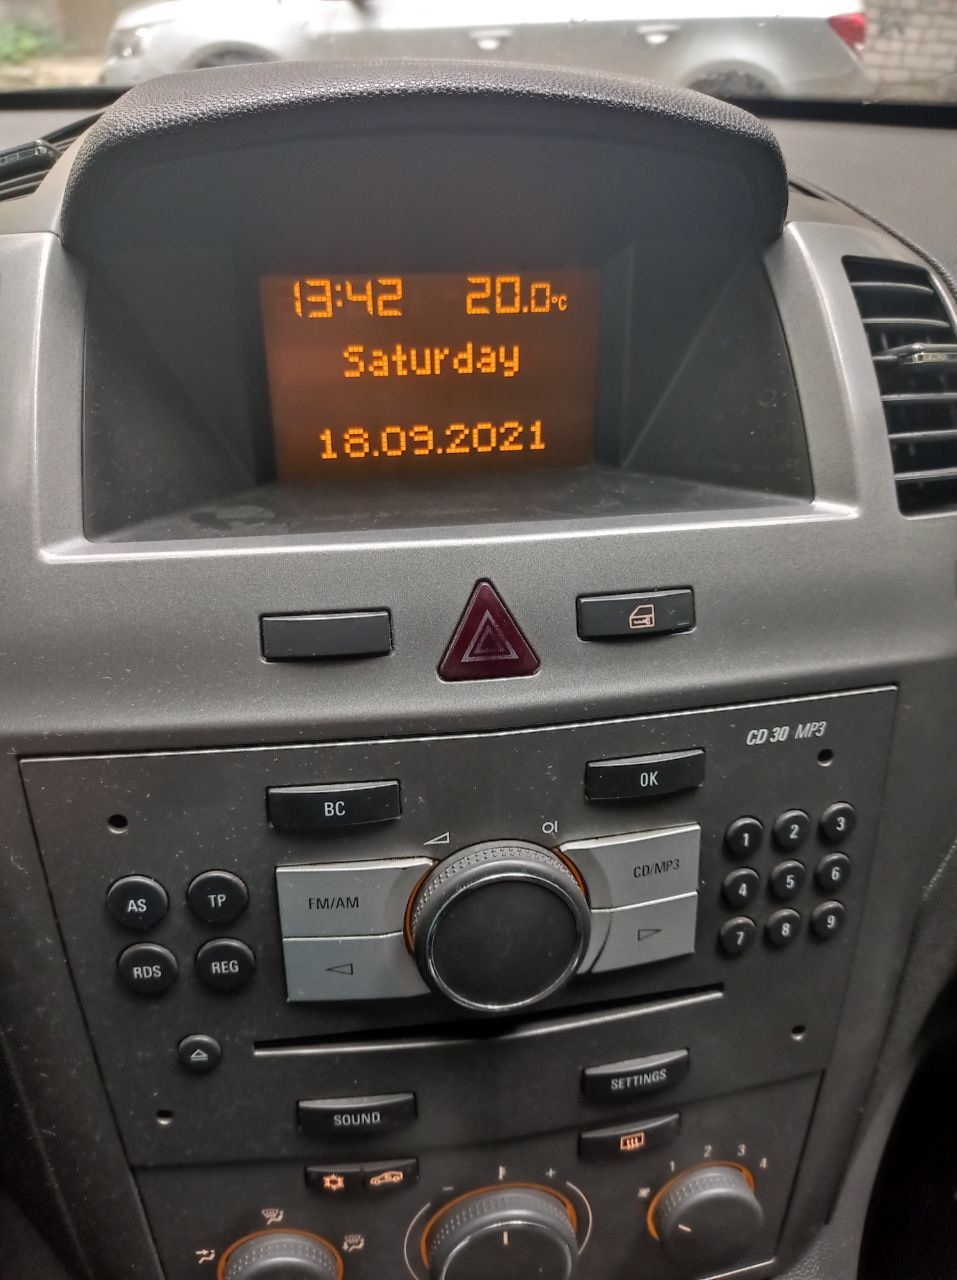 13:42 20.0°C
Saturday
18.09.2021
CD 30 MP3
BC
OK
FM/AM
CD/MP3
1 2 3
4 5 6
7 8 9
AS TP
RDS REG
SOUND
SETTINGS
- +
1 2 3 4